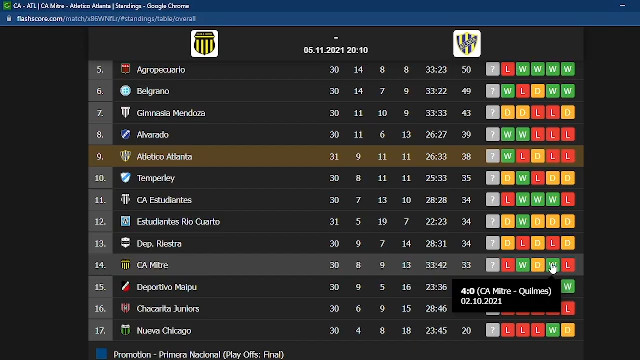 CA - ATL | CA Mitre - Atletico Atlanta | Standings - Google Chrome
flashscore.com/match/x86WNfLr/#standings/table/overall
-
05.11.2021 20:10
5. Agropecuario 30 14 8 8 33:23 50 ? L W W W W
6. Belgrano 30 14 7 9 33:22 49 ? W L D W W
7. Gimnasia Mendoza 30 11 10 9 33:33 43 ? D D L L D
8. Alvarado 30 11 6 13 26:27 39 ? W W L L L
9. Atletico Atlanta 31 9 11 11 26:33 38 ? W L D L L
10. Temperley 30 8 11 11 25:33 35 ? D W L D D
11. CA Estudiantes 30 7 13 10 28:28 34 ? L W W W L
12. Estudiantes Rio Cuarto 31 5 19 7 22:23 34 ? D W D D D
13. Dep. Riestra 30 9 7 14 28:31 34 ? D L D L D
14. CA Mitre 30 8 9 13 33:42 33 ? L W D W L
15. Deportivo Maipu 30 9 5 16 23:36 W
4:0 (CA Mitre - Quilmes)
02.10.2021
16. Chacarita Juniors 30 6 9 15 28:46 L
17. Nueva Chicago 30 4 8 18 23:45 20 ? L L L W D
Promotion - Primera Nacional (Play Offs: Final)